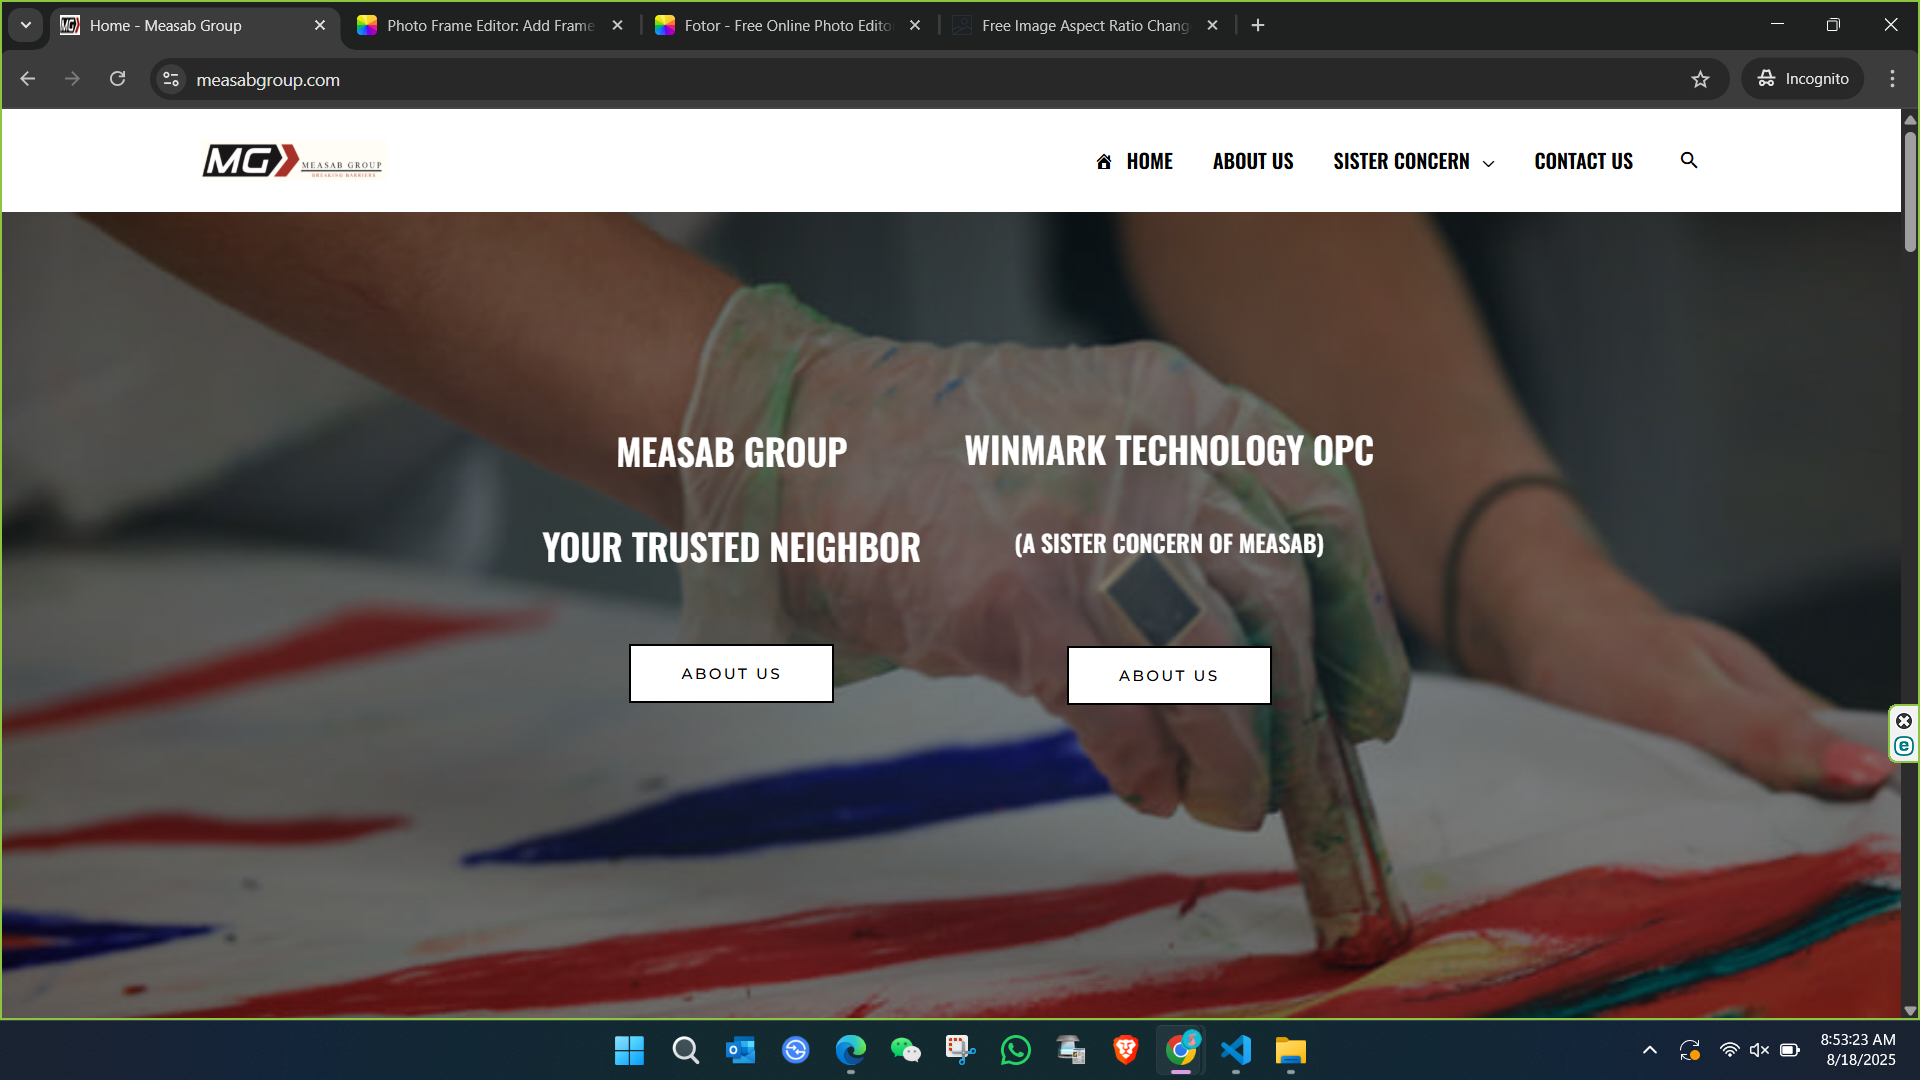 Home - Measab Group
Photo Frame Editor: Add Frame
Fotor - Free Online Photo Edito
Free Image Aspect Ratio Chang
measabgroup.com
Incognito
MG MEASAB GROUP
BREAKING BARRIERS
HOME
ABOUT US
SISTER CONCERN
CONTACT US
MEASAB GROUP
YOUR TRUSTED NEIGHBOR
ABOUT US
WINMARK TECHNOLOGY OPC
(A SISTER CONCERN OF MEASAB)
ABOUT US
8:53:23 AM
8/18/2025